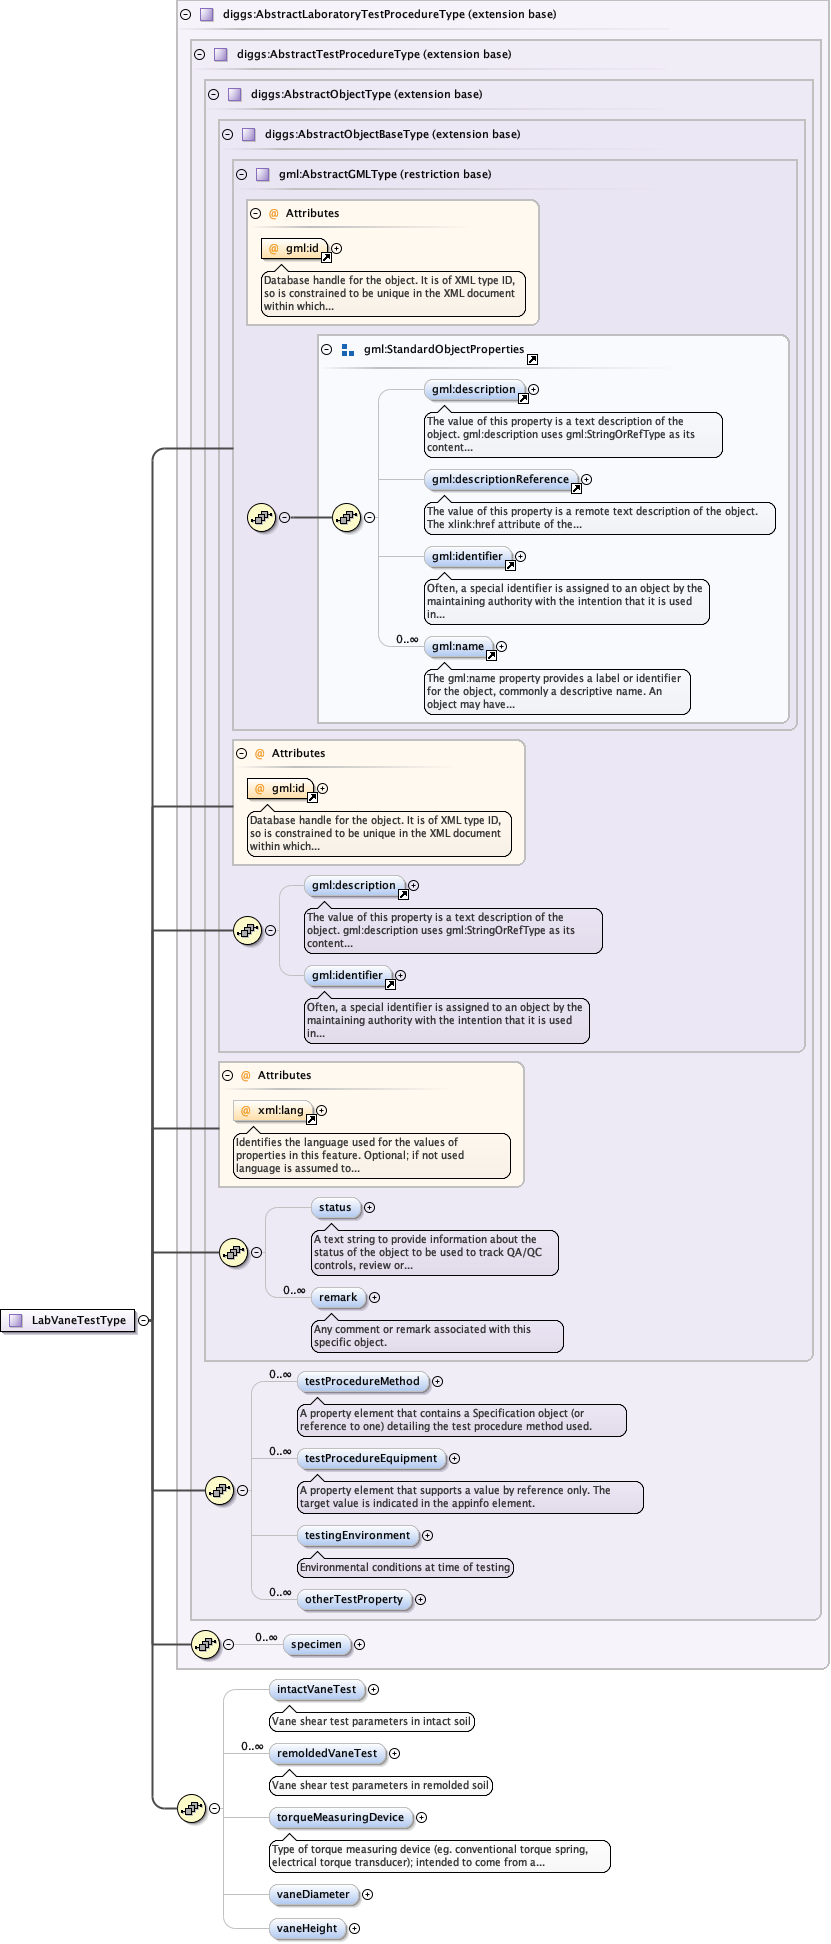 diggs:AbstractLaboratoryTestProcedureType (extension base)
diggs:AbstractTestProcedureType (extension base)
diggs:AbstractObjectType (extension base)
diggs:AbstractObjectBaseType (extension base)
gml:AbstractGMLType (restriction base)
@ Attributes
@ gml:id
Database handle for the object. It is of XML type ID,
so is constrained to be unique in the XML document
within which...
gml:StandardObjectProperties
gml:description
The value of this property is a text description of the
object. gml:description uses gml:StringOrRefType as its
content...
gml:descriptionReference
The value of this property is a remote text description of the object.
The xlink:href attribute of the...
gml:identifier
Often, a special identifier is assigned to an object by the
maintaining authority with the intention that it is used
in...
0..∞
gml:name
The gml:name property provides a label or identifier
for the object, commonly a descriptive name. An
object may have...
@ Attributes
@ gml:id
Database handle for the object. It is of XML type ID,
so is constrained to be unique in the XML document
within which...
gml:description
The value of this property is a text description of the
object. gml:description uses gml:StringOrRefType as its
content...
gml:identifier
Often, a special identifier is assigned to an object by the
maintaining authority with the intention that it is used
in...
@ Attributes
@ xml:lang
Identifies the language used for the values of
properties in this feature. Optional; if not used
language is assumed to...
status
A text string to provide information about the
status of the object to be used to track QA/QC
controls, review or...
0..∞
remark
Any comment or remark associated with this
specific object.
LabVaneTestType
0..∞
testProcedureMethod
A property element that contains a Specification object (or
reference to one) detailing the test procedure method used.
0..∞
testProcedureEquipment
A property element that supports a value by reference only. The
target value is indicated in the appinfo element.
testingEnvironment
Environmental conditions at time of testing
0..∞
otherTestProperty
0..∞
specimen
intactVaneTest
Vane shear test parameters in intact soil
0..∞
remoldedVaneTest
Vane shear test parameters in remolded soil
torqueMeasuringDevice
Type of torque measuring device (eg. conventional torque spring,
electrical torque transducer); intended to come from a...
vaneDiameter
vaneHeight